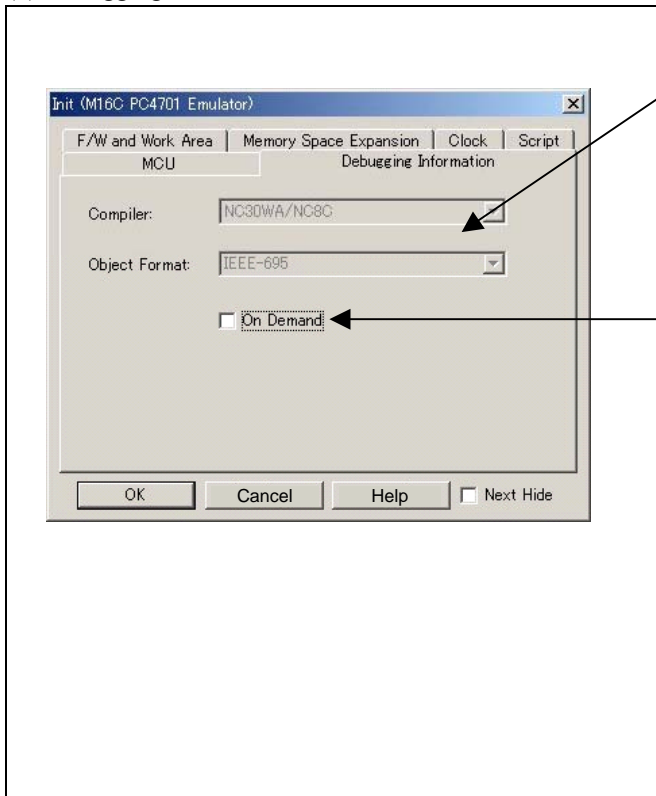 Init (M16C PC4701 Emulator)
F/W and Work Area Memory Space Expansion Clock Script
MCU Debugging Information
Compiler: NC30WA/NC8C
Object Format: IEEE-695
On Demand
OK Cancel Help Next Hide